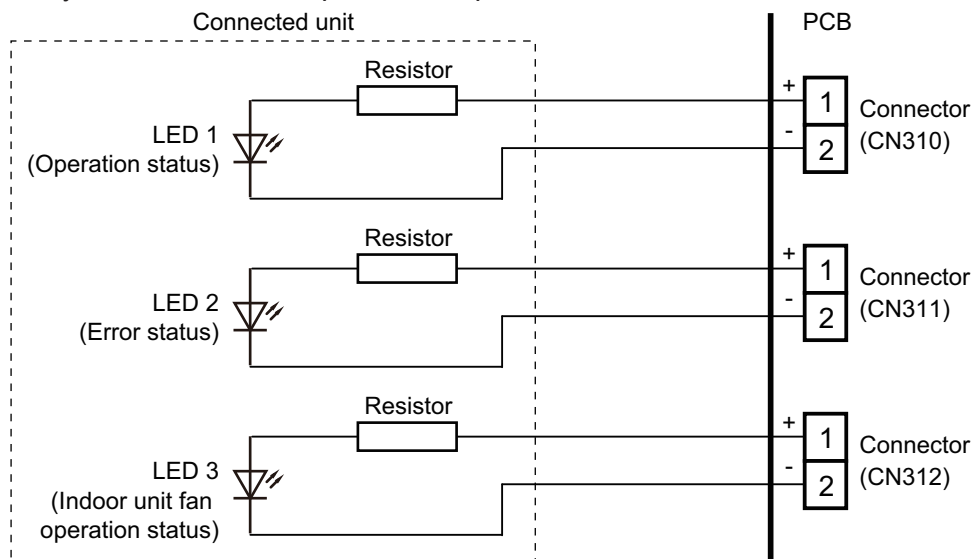 Connected unit
PCB
Resistor
+
1
LED 1
(Operation status)
-
2
Connector
(CN310)
Resistor
+
1
LED 2
(Error status)
-
2
Connector
(CN311)
Resistor
+
1
LED 3
(Indoor unit fan
operation status)
-
2
Connector
(CN312)